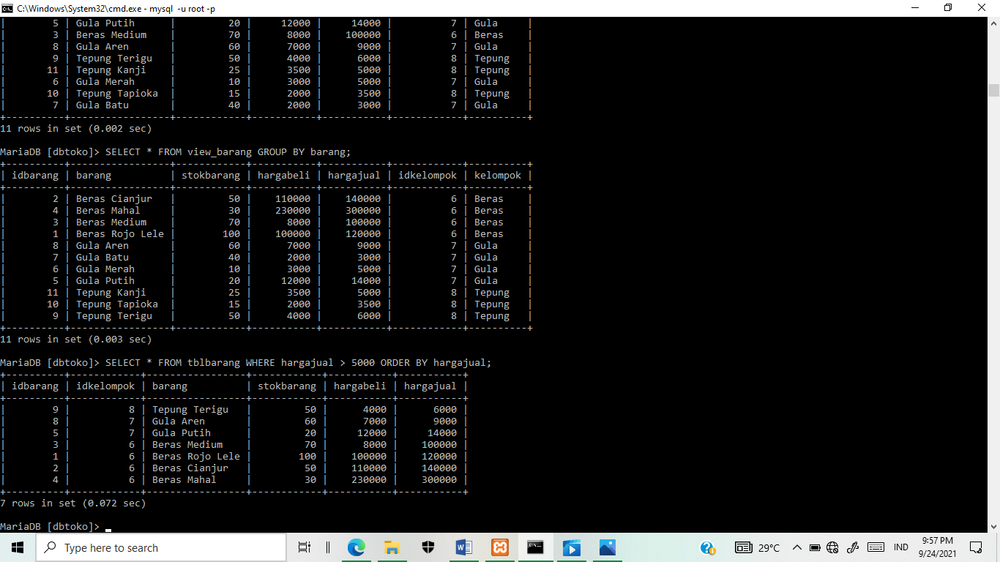 C:\Windows\System32\cmd.exe - mysql  -u root -p
|        5 | Gula Putih      |         20 |     12000 |     14000 |          7 | Gula     |
|        3 | Beras Medium    |         70 |      8000 |    100000 |          6 | Beras    |
|        8 | Gula Aren       |         60 |      7000 |      9000 |          7 | Gula     |
|        9 | Tepung Terigu   |         50 |      4000 |      6000 |          8 | Tepung   |
|       11 | Tepung Kanji    |         25 |      3500 |      5000 |          8 | Tepung   |
|        6 | Gula Merah      |         10 |      3000 |      5000 |          7 | Gula     |
|       10 | Tepung Tapioka  |         15 |      2000 |      3500 |          8 | Tepung   |
|        7 | Gula Batu       |         40 |      2000 |      3000 |          7 | Gula     |
+----------+-----------------+------------+-----------+-----------+------------+----------+
11 rows in set (0.002 sec)
MariaDB [dbtoko]> SELECT * FROM view_barang GROUP BY barang;
+----------+-----------------+------------+-----------+-----------+------------+----------+
| idbarang | barang          | stokbarang | hargabeli | hargajual | idkelompok | kelompok |
+----------+-----------------+------------+-----------+-----------+------------+----------+
|        2 | Beras Cianjur   |         50 |    110000 |    140000 |          6 | Beras    |
|        4 | Beras Mahal     |         30 |    230000 |    300000 |          6 | Beras    |
|        3 | Beras Medium    |         70 |      8000 |    100000 |          6 | Beras    |
|        1 | Beras Rojo Lele |        100 |    100000 |    120000 |          6 | Beras    |
|        8 | Gula Aren       |         60 |      7000 |      9000 |          7 | Gula     |
|        7 | Gula Batu       |         40 |      2000 |      3000 |          7 | Gula     |
|        6 | Gula Merah      |         10 |      3000 |      5000 |          7 | Gula     |
|        5 | Gula Putih      |         20 |     12000 |     14000 |          7 | Gula     |
|       11 | Tepung Kanji    |         25 |      3500 |      5000 |          8 | Tepung   |
|       10 | Tepung Tapioka  |         15 |      2000 |      3500 |          8 | Tepung   |
|        9 | Tepung Terigu   |         50 |      4000 |      6000 |          8 | Tepung   |
+----------+-----------------+------------+-----------+-----------+------------+----------+
11 rows in set (0.003 sec)
MariaDB [dbtoko]> SELECT * FROM tblbarang WHERE hargajual > 5000 ORDER BY hargajual;
+----------+------------+-----------------+------------+-----------+-----------+
| idbarang | idkelompok | barang          | stokbarang | hargabeli | hargajual |
+----------+------------+-----------------+------------+-----------+-----------+
|        9 |          8 | Tepung Terigu   |         50 |      4000 |      6000 |
|        8 |          7 | Gula Aren       |         60 |      7000 |      9000 |
|        5 |          7 | Gula Putih      |         20 |     12000 |     14000 |
|        3 |          6 | Beras Medium    |         70 |      8000 |    100000 |
|        1 |          6 | Beras Rojo Lele |        100 |    100000 |    120000 |
|        2 |          6 | Beras Cianjur   |         50 |    110000 |    140000 |
|        4 |          6 | Beras Mahal     |         30 |    230000 |    300000 |
+----------+------------+-----------------+------------+-----------+-----------+
7 rows in set (0.072 sec)
MariaDB [dbtoko]> _
Type here to search
29°C
IND
9:57 PM
9/24/2021